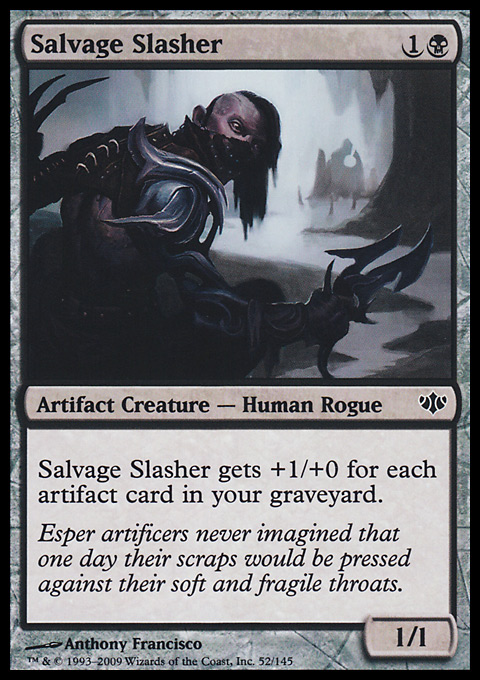 Salvage Slasher 1
Artifact Creature — Human Rogue
Salvage Slasher gets +1/+0 for each
artifact card in your graveyard.
Esper artificers never imagined that
one day their scraps would be pressed
against their soft and fragile throats.
Anthony Francisco
1/1
™ & © 1993–2009 Wizards of the Coast, Inc. 52/145